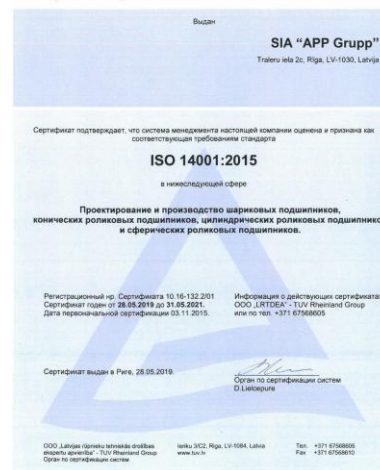 Выдан
SIA "APP Grupp"
Traleru iela 2c, Rīga, LV-1030, Latvija
Сертификат подтверждает, что система менеджмента настоящей компании оценена и признана как
соответствующая требованиям стандарта
ISO 14001:2015
в нижеследующей сфере
Проектирование и производство шариковых подшипников,
конических роликовых подшипников, цилиндрических роликовых подшипнико
и сферических роликовых подшипников.
Регистрационный нр. Сертификата 10.16-132.2/01
Сертификат годен от 28.05.2019 до 31.05.2021.
Дата первоначальной сертификации 03.11.2015.
Информация о действующих сертификата
ООО „LRTDEA" - TUV Rheinland Group
или по тел. +371 67568605
Сертификат выдан в Риге, 28.05.2019.
Орган по сертификации систем
D.Lielcepure
ООО „Latvijas rūpnieku tehniskās drošības
ekspertu apvienība" - TUV Rheinland Group
Орган по сертификации систем
Ieriku 3/C2, Riga, LV-1084, Latvia
www.tuv.lv
Тел. +371 67568605
Fax +371 67568610